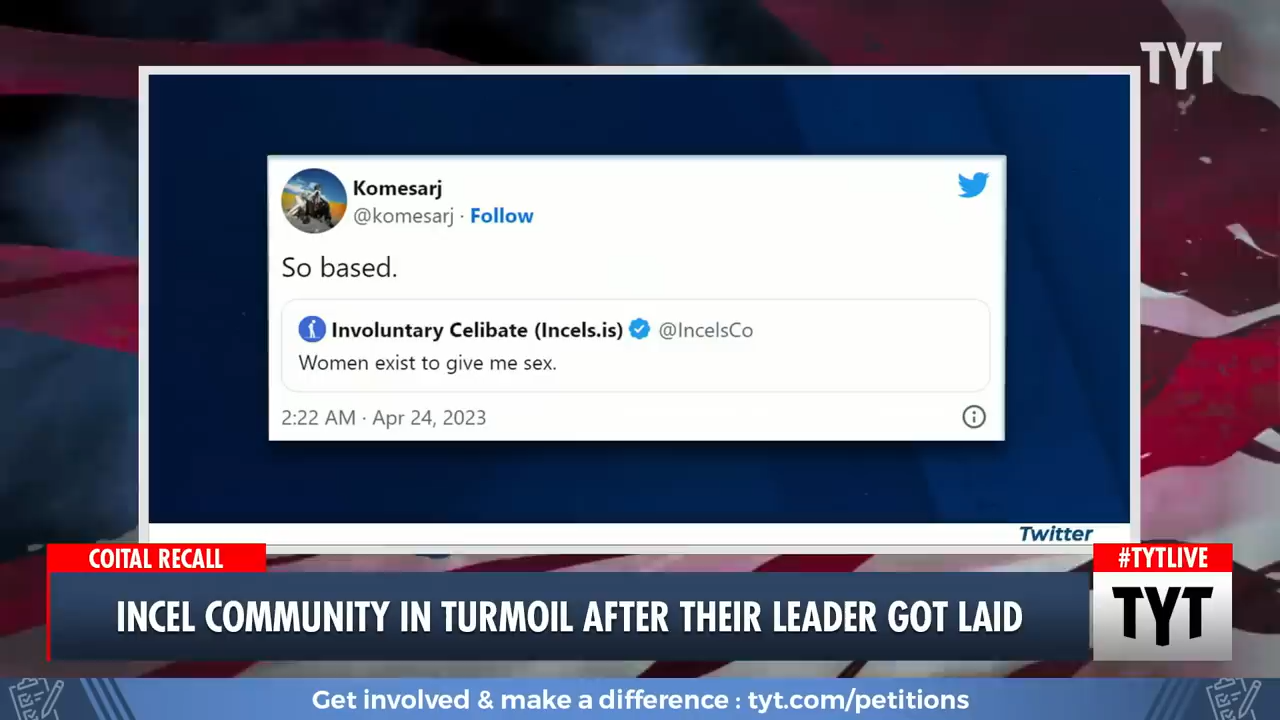 TYT
Komesarj
@komesarj · Follow
So based.
Involuntary Celibate (Incels.is) @IncelsCo
Women exist to give me sex.
2:22 AM · Apr 24, 2023
Twitter
COITAL RECALL
#TYTLIVE
INCEL COMMUNITY IN TURMOIL AFTER THEIR LEADER GOT LAID
TYT
Get involved & make a difference : tyt.com/petitions